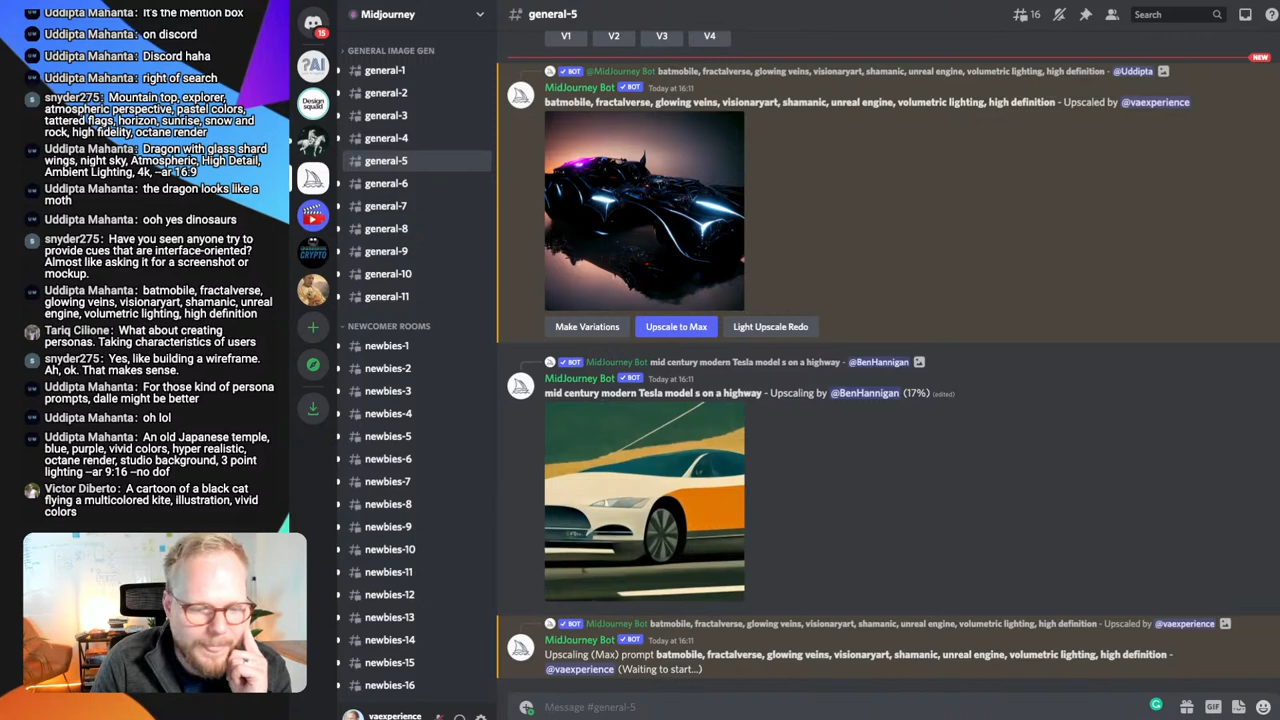 Uddipta Mahanta: It's the mention box
Uddipta Mahanta: on discord
Uddipta Mahanta: Discord haha
Uddipta Mahanta: right of search
snyder275: Mountain top, explorer,
atmospheric perspective, pastel colors,
tattered flags, horizon, sunrise, snow and
rock, high fidelity, octane render
Uddipta Mahanta: Dragon with glass shard
wings, night sky, Atmospheric, High Detail,
Ambient Lighting, 4k, --ar 16:9
Uddipta Mahanta: the dragon looks like a
moth
Uddipta Mahanta: ooh yes dinosaurs
snyder275: Have you seen anyone try to
provide cues that are interface-oriented?
Almost like asking it for a screenshot or
mockup.
Uddipta Mahanta: batmobile, fractalverse,
glowing veins, visionaryart, shamanic, unreal
engine, volumetric lighting, high definition
Tariq Cilione: What about creating
personas. Taking characteristics of users
snyder275: Yes, like building a wireframe.
Ah, ok. That makes sense.
Uddipta Mahanta: For those kind of persona
prompts, dalle might be better
Uddipta Mahanta: oh lol
Uddipta Mahanta: An old Japanese temple,
blue, purple, vivid colors, hyper realistic,
octane render, studio background, 3 point
lighting --ar 9:16 --no dof
Victor Diberto: A cartoon of a black cat
flying a multicolored kite, illustration, vivid
colors
15
?AI
Design
squad
CRYPTO
Midjourney
GENERAL IMAGE GEN
general-1
general-2
general-3
general-4
general-5
general-6
general-7
general-8
general-9
general-10
general-11
NEWCOMER ROOMS
newbies-1
newbies-2
newbies-3
newbies-4
newbies-5
newbies-6
newbies-7
newbies-8
newbies-9
newbies-10
newbies-11
newbies-12
newbies-13
newbies-14
newbies-15
newbies-16
vaexperience
general-5
16
Search
V1 V2 V3 V4
NEW
BOT @MidJourney Bot batmobile, fractalverse, glowing veins, visionaryart, shamanic, unreal engine, volumetric lighting, high definition - @Uddipta
MidJourney Bot BOT Today at 16:11
batmobile, fractalverse, glowing veins, visionaryart, shamanic, unreal engine, volumetric lighting, high definition - Upscaled by @vaexperience
Make Variations Upscale to Max Light Upscale Redo
BOT MidJourney Bot mid century modern Tesla model s on a highway - @BenHannigan
MidJourney Bot BOT Today at 16:11
mid century modern Tesla model s on a highway - Upscaling by @BenHannigan (17%) (edited)
BOT MidJourney Bot batmobile, fractalverse, glowing veins, visionaryart, shamanic, unreal engine, volumetric lighting, high definition - Upscaled by @vaexperience
MidJourney Bot BOT Today at 16:11
Upscaling (Max) prompt batmobile, fractalverse, glowing veins, visionaryart, shamanic, unreal engine, volumetric lighting, high definition -
@vaexperience (Waiting to start...)
Message #general-5
GIF